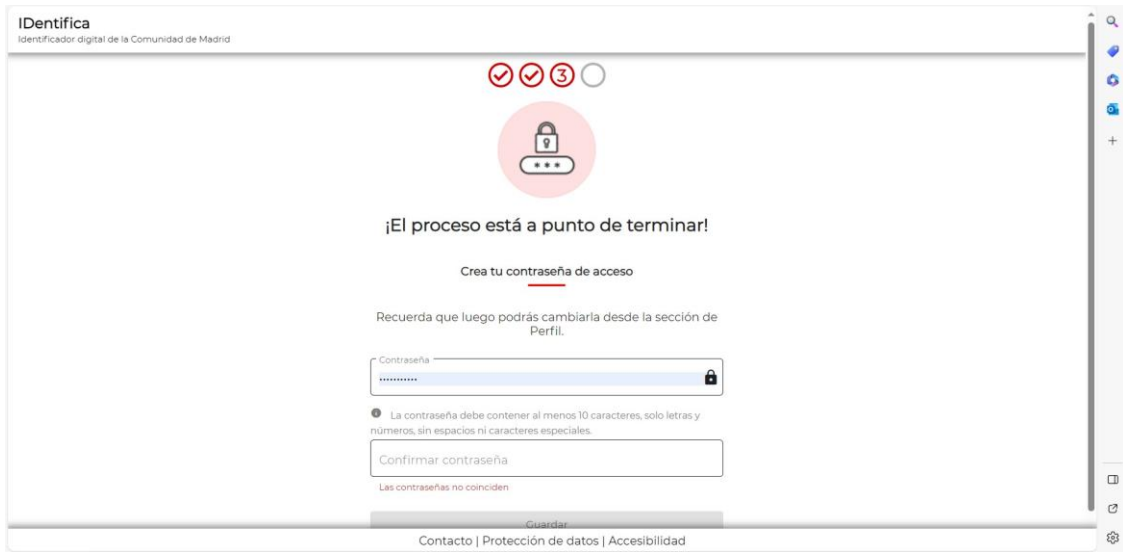 IDentifica
Identificador digital de la Comunidad de Madrid
3
***
¡El proceso está a punto de terminar!
Crea tu contraseña de acceso
Recuerda que luego podrás cambiarla desde la sección de
Perfil.
Contraseña
···········
La contraseña debe contener al menos 10 caracteres, solo letras y
números, sin espacios ni caracteres especiales.
Confirmar contraseña
Las contraseñas no coinciden
Guardar
Contacto | Protección de datos | Accesibilidad